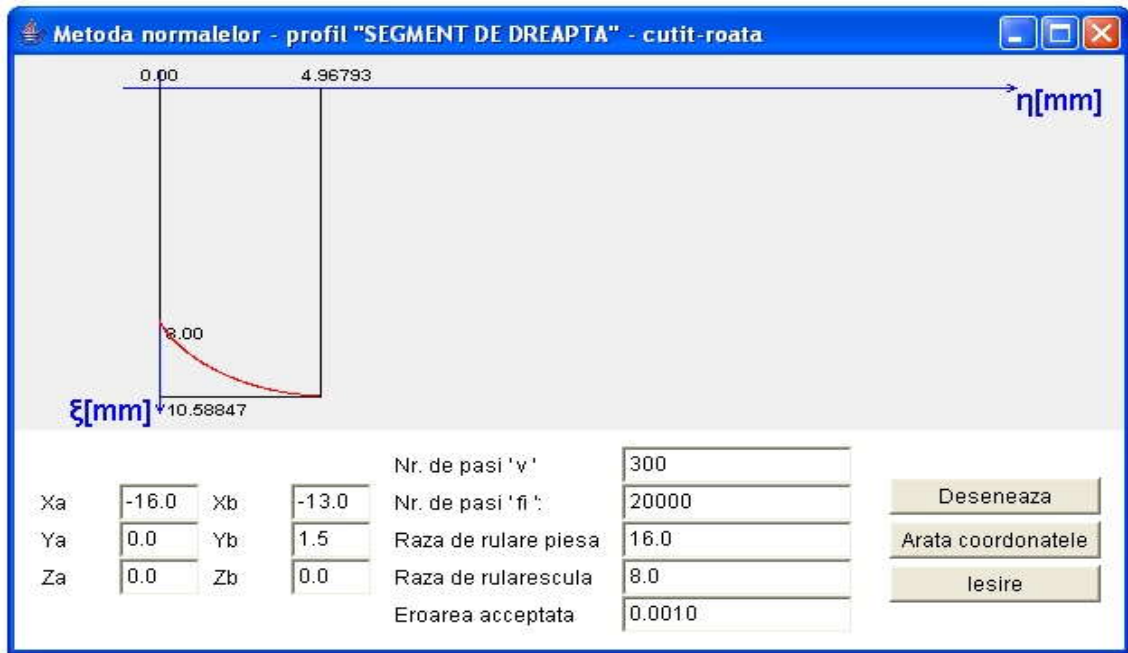 Metoda normalelor - profil "SEGMENT DE DREAPTA" - cutit-roata
0.00 4.96793
η[mm]
8.00
ξ[mm] 10.58847
Nr. de pasi 'v' 300
Xa -16.0 Xb -13.0 Nr. de pasi 'fi': 20000 Deseneaza
Ya 0.0 Yb 1.5 Raza de rulare piesa 16.0 Arata coordonatele
Za 0.0 Zb 0.0 Raza de rularescula 8.0 Iesire
Eroarea acceptata 0.0010